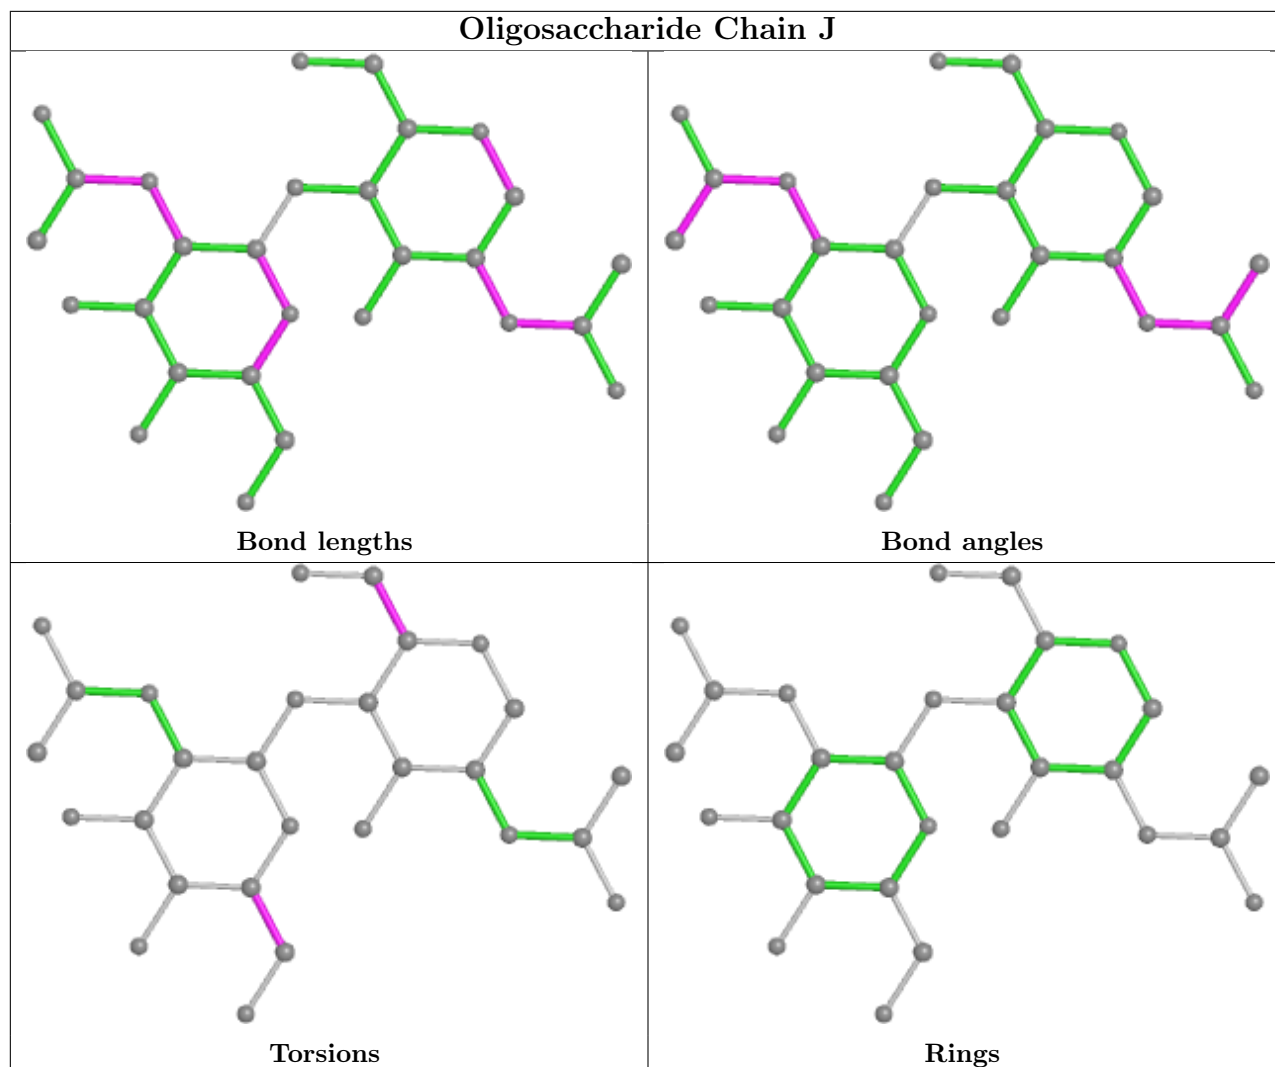 Oligosaccharide Chain J
Bond lengths
Bond angles
Torsions
Rings